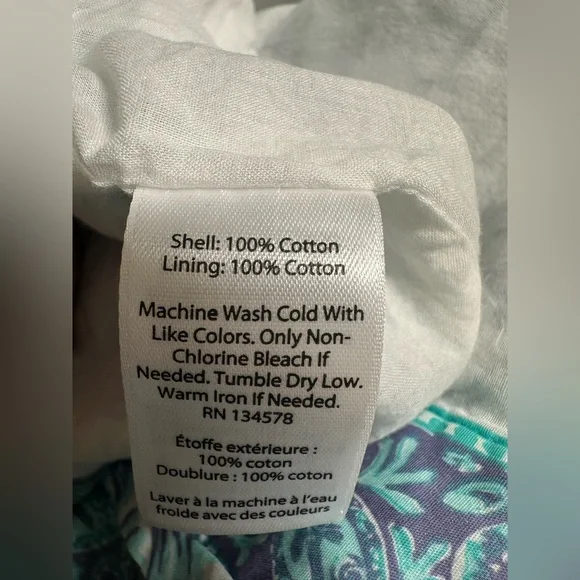 Shell: 100% Cotton
Lining: 100% Cotton
Machine Wash Cold With
Like Colors. Only Non-
Chlorine Bleach If
Needed. Tumble Dry Low.
Warm Iron If Needed.
RN 134578
Étoffe extérieure :
100% coton
Doublure : 100% coton
Laver à la machine à l'eau
froide avec des couleurs